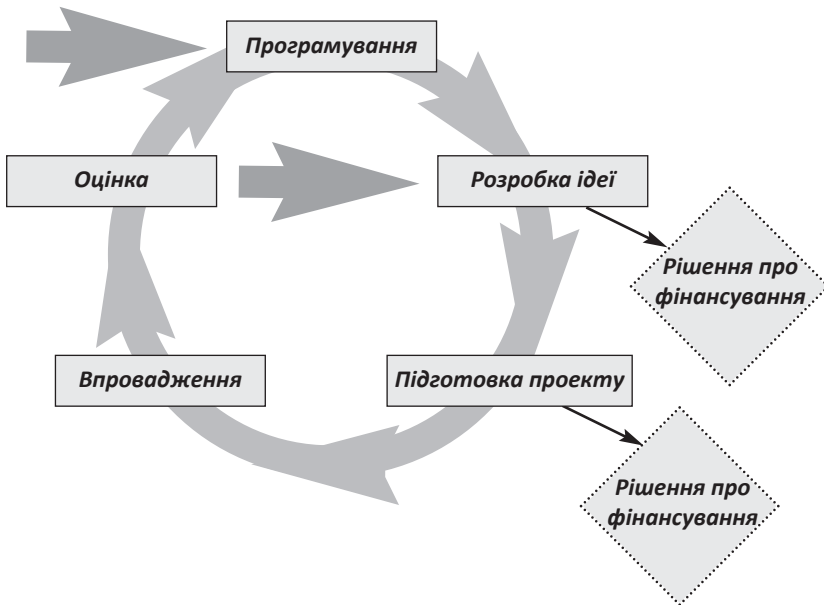 Програмування
Оцінка
Розробка ідеї
Рішення про
фінансування
Впровадження
Підготовка проекту
Рішення про
фінансування